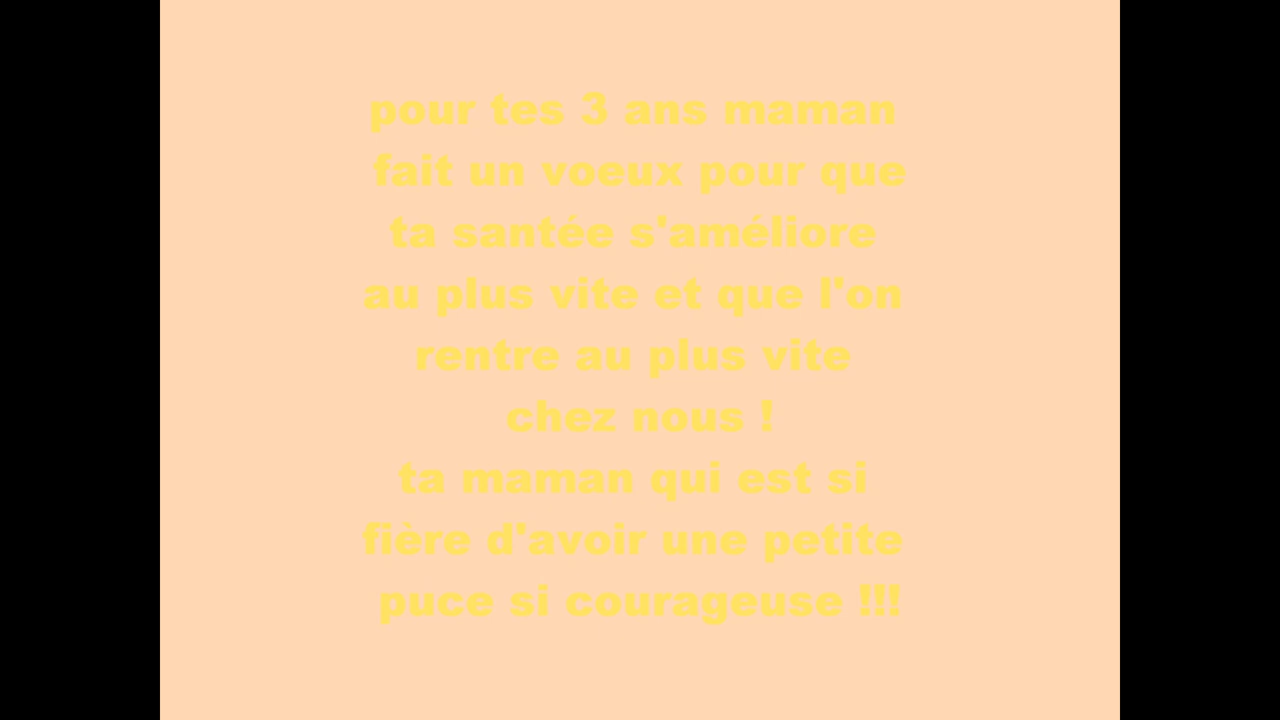 pour tes 3 ans maman
fait un voeux pour que
ta santée s'améliore
au plus vite et que l'on
rentre au plus vite
chez nous !
ta maman qui est si
fière d'avoir une petite
puce si courageuse !!!